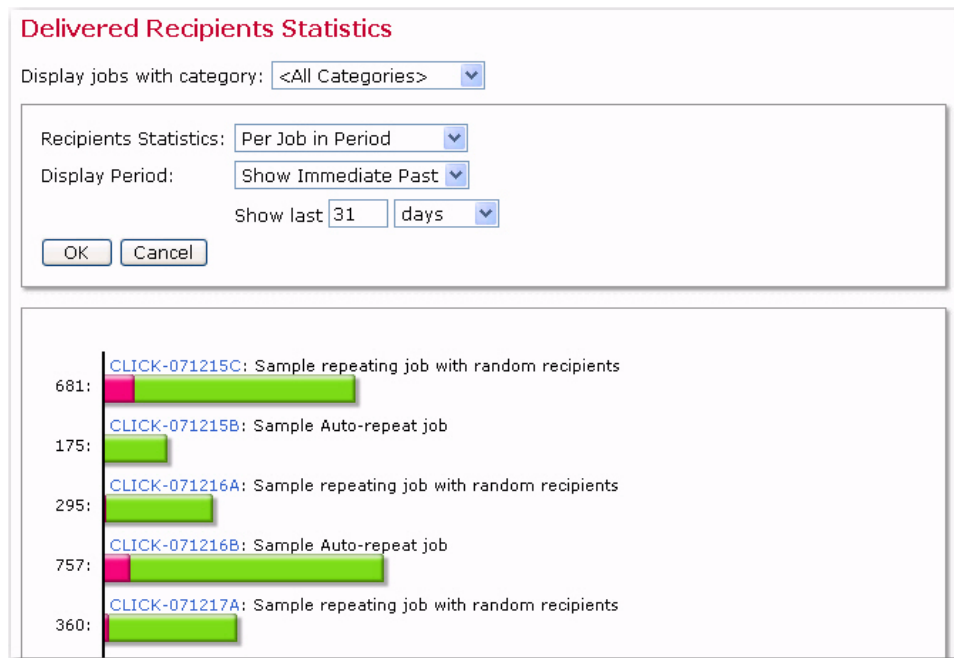 Delivered Recipients Statistics
Display jobs with category: <All Categories>
Recipients Statistics: Per Job in Period
Display Period: Show Immediate Past
Show last 31 days
OK Cancel
CLICK-071215C: Sample repeating job with random recipients
681:
CLICK-071215B: Sample Auto-repeat job
175:
CLICK-071216A: Sample repeating job with random recipients
295:
CLICK-071216B: Sample Auto-repeat job
757:
CLICK-071217A: Sample repeating job with random recipients
360: